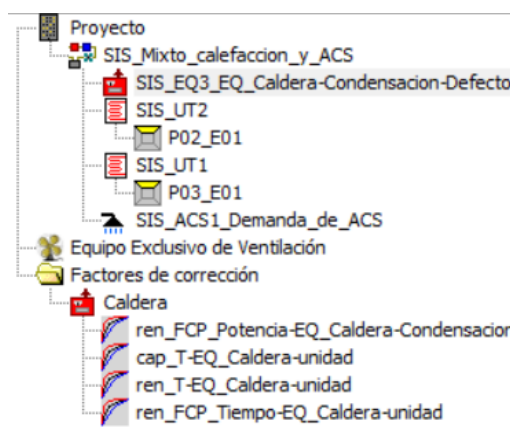 Proyecto
SIS_Mixto_calefaccion_y_ACS
SIS_EQ3_EQ_Caldera-Condensacion-Defecto
SIS_UT2
P02_E01
SIS_UT1
P03_E01
SIS_ACS1_Demanda_de_ACS
Equipo Exclusivo de Ventilación
Factores de corrección
Caldera
ren_FCP_Potencia-EQ_Caldera-Condensacion
cap_T-EQ_Caldera-unidad
ren_T-EQ_Caldera-unidad
ren_FCP_Tiempo-EQ_Caldera-unidad